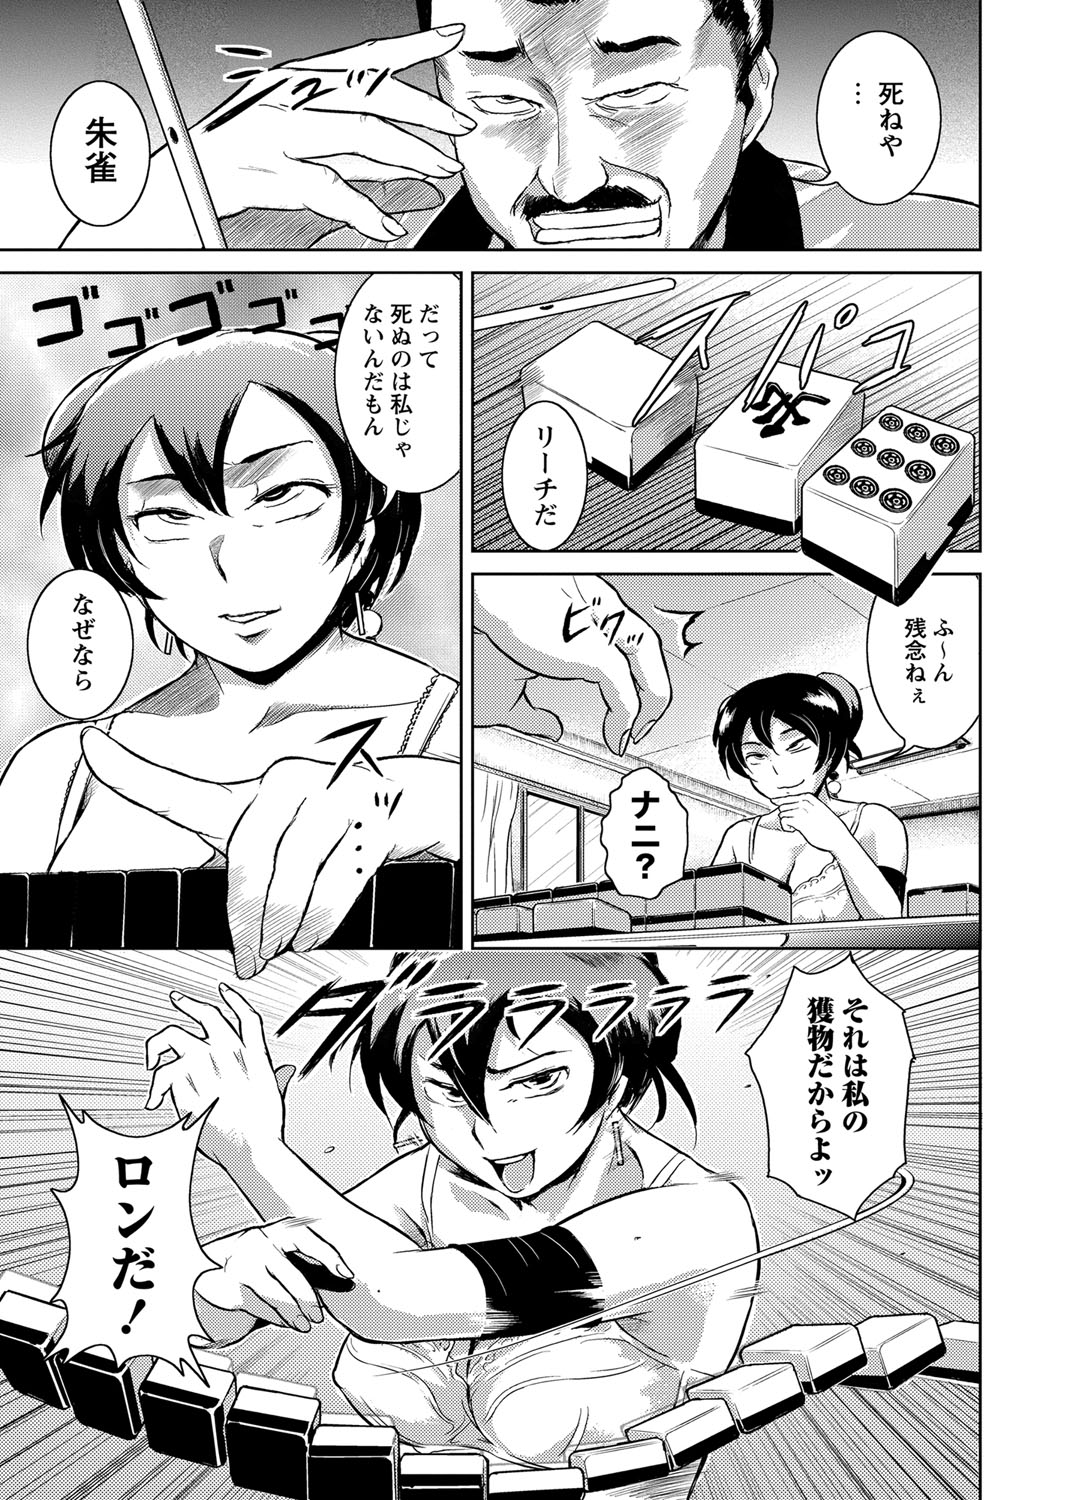 死ねや
…
朱雀
シュッ
スパコ
リーチだ
ふ～ん
残念ねぇ
ピク
ナニ？
だって
死ぬのは私じゃ
ないんだもん
ゴゴゴゴゴ
なぜなら
スッ…
それは私の
獲物だからよッ
ダララララララ
ロンだ！